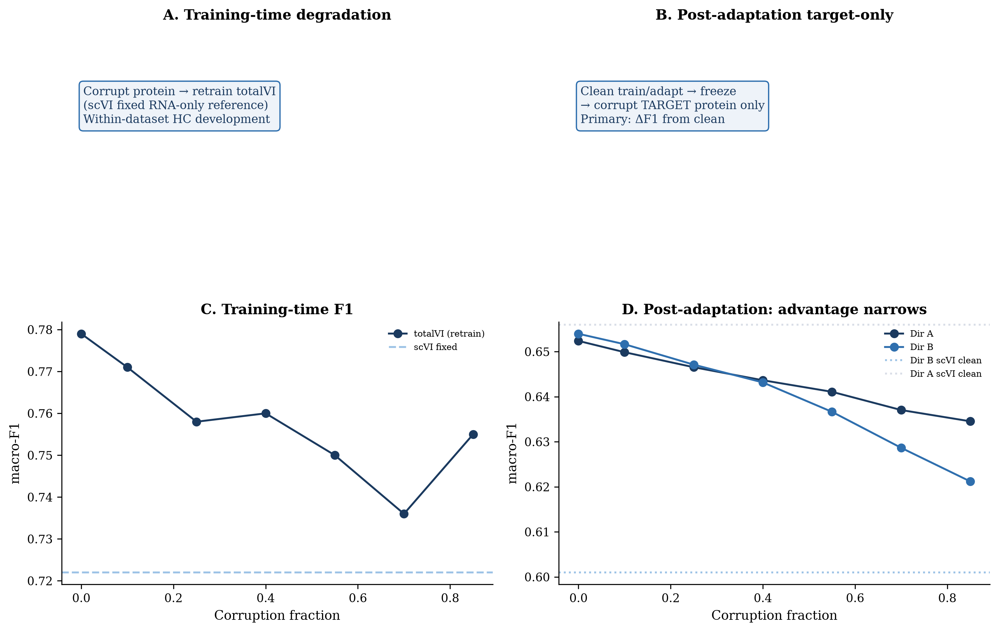 A. Training-time degradation
Corrupt protein → retrain totalVI
(scVI fixed RNA-only reference)
Within-dataset HC development
B. Post-adaptation target-only
Clean train/adapt → freeze
→ corrupt TARGET protein only
Primary: ΔF1 from clean
C. Training-time F1
macro-F1
0.78
0.77
0.76
0.75
0.74
0.73
0.72
totalVI (retrain)
scVI fixed
0.0 0.2 0.4 0.6 0.8
Corruption fraction
D. Post-adaptation: advantage narrows
macro-F1
0.65
0.64
0.63
0.62
0.61
0.60
Dir A
Dir B
Dir B scVI clean
Dir A scVI clean
0.0 0.2 0.4 0.6 0.8
Corruption fraction